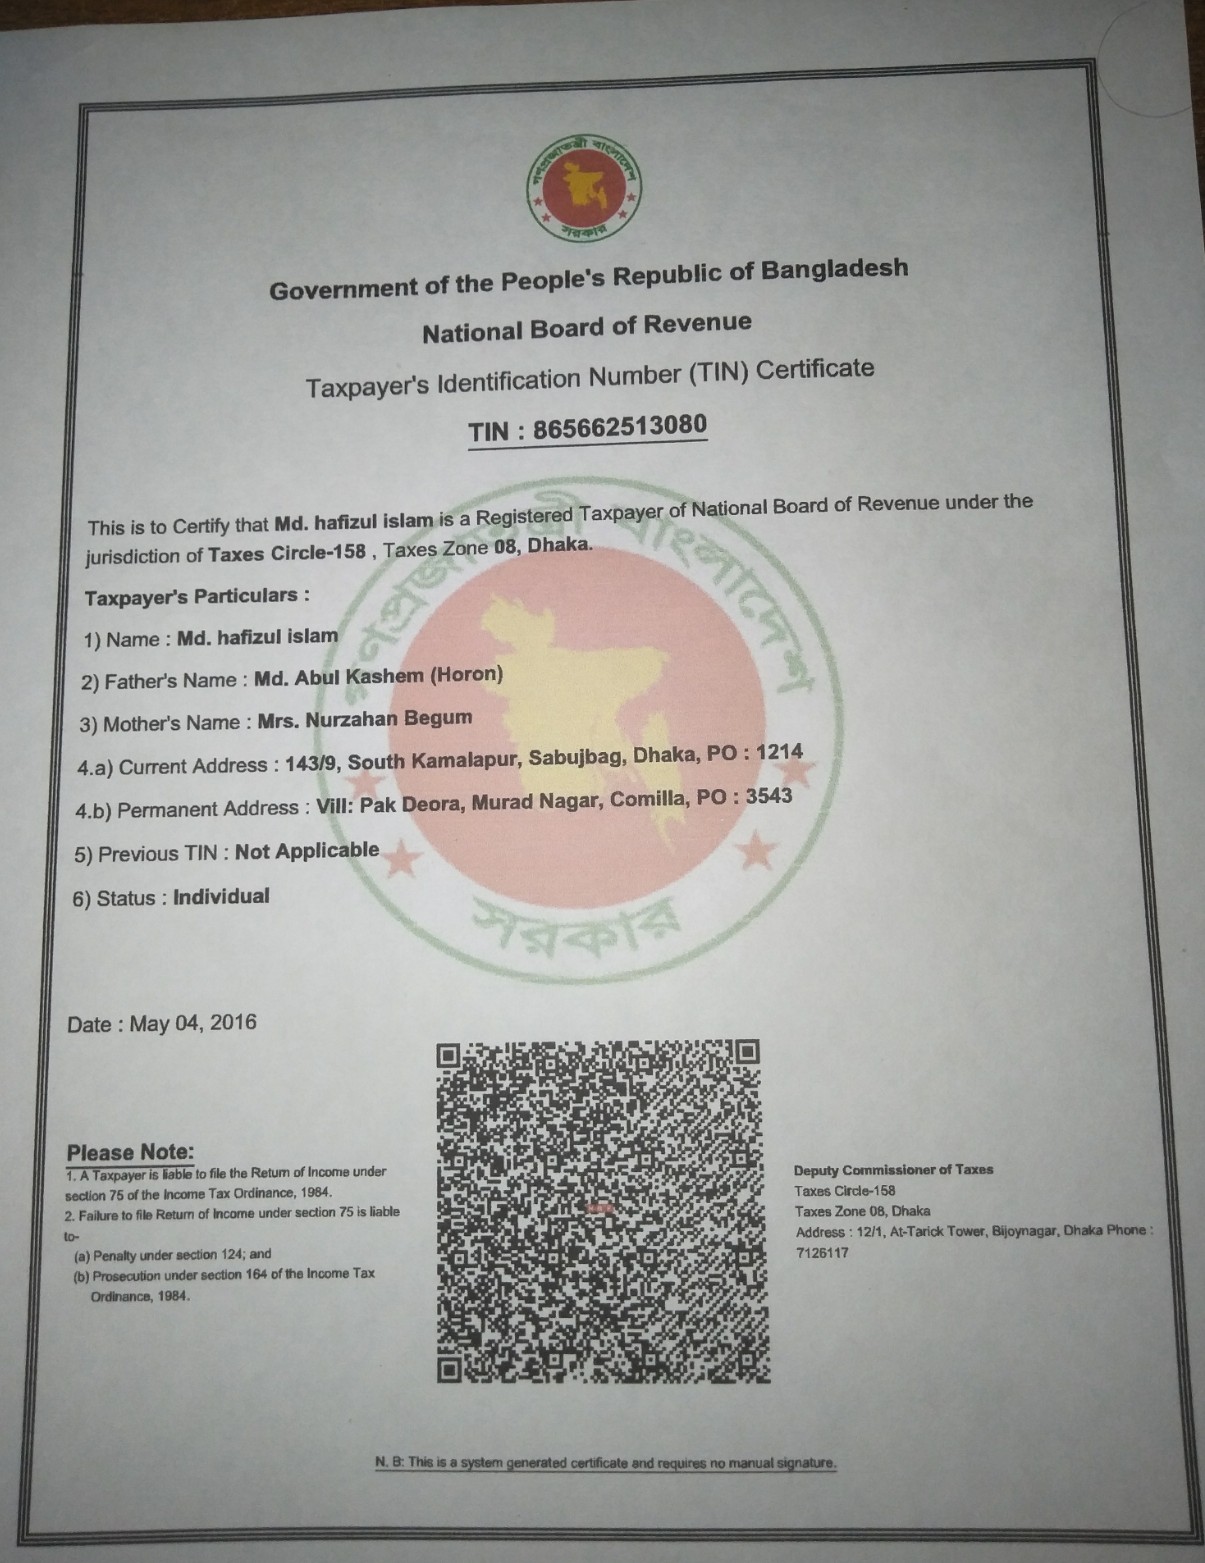 গণপ্রজাতন্ত্রী বাংলাদেশ
সরকার
Government of the People's Republic of Bangladesh
National Board of Revenue
Taxpayer's Identification Number (TIN) Certificate
TIN : 865662513080
This is to Certify that Md. hafizul islam is a Registered Taxpayer of National Board of Revenue under the
jurisdiction of Taxes Circle-158 , Taxes Zone 08, Dhaka.
Taxpayer's Particulars :
1) Name : Md. hafizul islam
2) Father's Name : Md. Abul Kashem (Horon)
3) Mother's Name : Mrs. Nurzahan Begum
4.a) Current Address : 143/9, South Kamalapur, Sabujbag, Dhaka, PO : 1214
4.b) Permanent Address : Vill: Pak Deora, Murad Nagar, Comilla, PO : 3543
5) Previous TIN : Not Applicable
6) Status : Individual
গণপ্রজাতন্ত্রী বাংলাদেশ
সরকার
Date : May 04, 2016
Please Note:
1. A Taxpayer is liable to file the Return of Income under
section 75 of the Income Tax Ordinance, 1984.
2. Failure to file Return of Income under section 75 is liable
to-
(a) Penalty under section 124; and
(b) Prosecution under section 164 of the Income Tax
Ordinance, 1984.
Deputy Commissioner of Taxes
Taxes Circle-158
Taxes Zone 08, Dhaka
Address : 12/1, At-Tarick Tower, Bijoynagar, Dhaka Phone :
7126117
N. B: This is a system generated certificate and requires no manual signature.